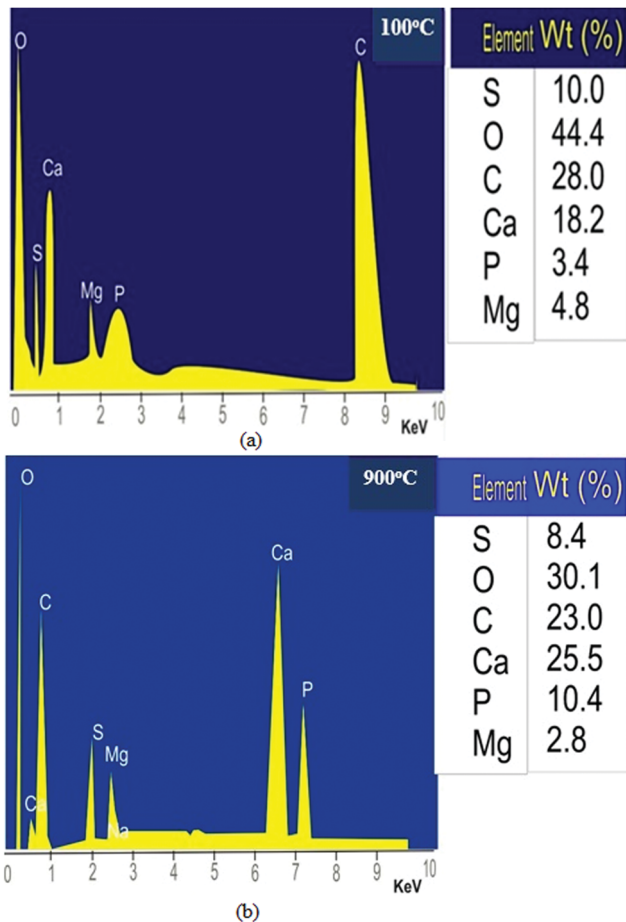 100°C
O
C
Ca
S
Mg
P
0 1 2 3 4 5 6 7 8 9 10
KeV
Element Wt (%)
S 10.0
O 44.4
C 28.0
Ca 18.2
P 3.4
Mg 4.8
(a)
900°C
O
C
Ca
Ca
P
S
Mg
Na
0 1 2 3 4 5 6 7 8 9 10
KeV
Element Wt (%)
S 8.4
O 30.1
C 23.0
Ca 25.5
P 10.4
Mg 2.8
(b)